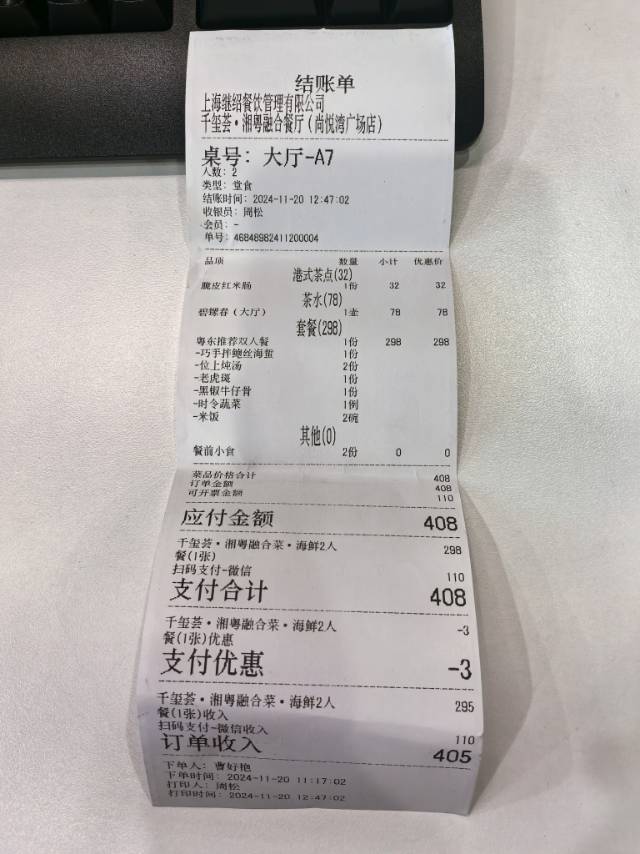 结账单
上海继绍餐饮管理有限公司
千玺荟·湘粤融合餐厅(尚悦湾广场店)
桌号: 大厅-A7
人数: 2
类型: 堂食
结账时间: 2024-11-20 12:47:02
收银员: 周松
会员: -
单号: 46848982411200004
品项 数量 小计 优惠价
港式茶点(32)
脆皮红米肠 1份 32 32
茶水(78)
碧螺春(大厅) 1壶 78 78
套餐(298)
粤东推荐双人餐 1份 298 298
-巧手拌鲍丝海蜇 1份
-位上炖汤 2份
-老虎斑 1份
-黑椒牛仔骨 1份
-时令蔬菜 1例
-米饭 2碗
其他(0)
餐前小食 2份 0 0
菜品价格合计 408
订单金额 408
可开票金额 110
应付金额 408
千玺荟·湘粤融合菜·海鲜2人 298
餐(1张)
扫码支付-微信 110
支付合计 408
千玺荟·湘粤融合菜·海鲜2人 -3
餐(1张)优惠
支付优惠 -3
千玺荟·湘粤融合菜·海鲜2人 295
餐(1张)收入
扫码支付-微信收入 110
订单收入 405
下单人: 曹好抱
下单时间: 2024-11-20 11:17:02
打印人: 周松
打印时间: 2024-11-20 12:47:02